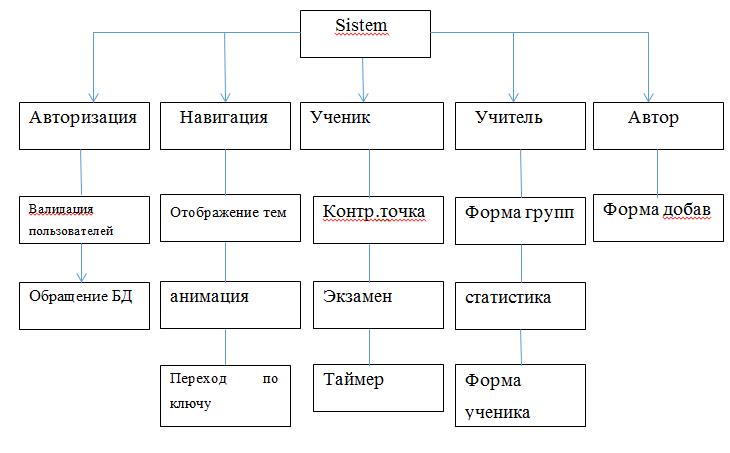 Sistem
Авторизация
Навигация
Ученик
Учитель
Автор
Валидация
пользователей
Отображение тем
Контр.точка
Форма групп
Форма добав
Обращение БД
анимация
Экзамен
статистика
Переход по
ключу
Таймер
Форма
ученика